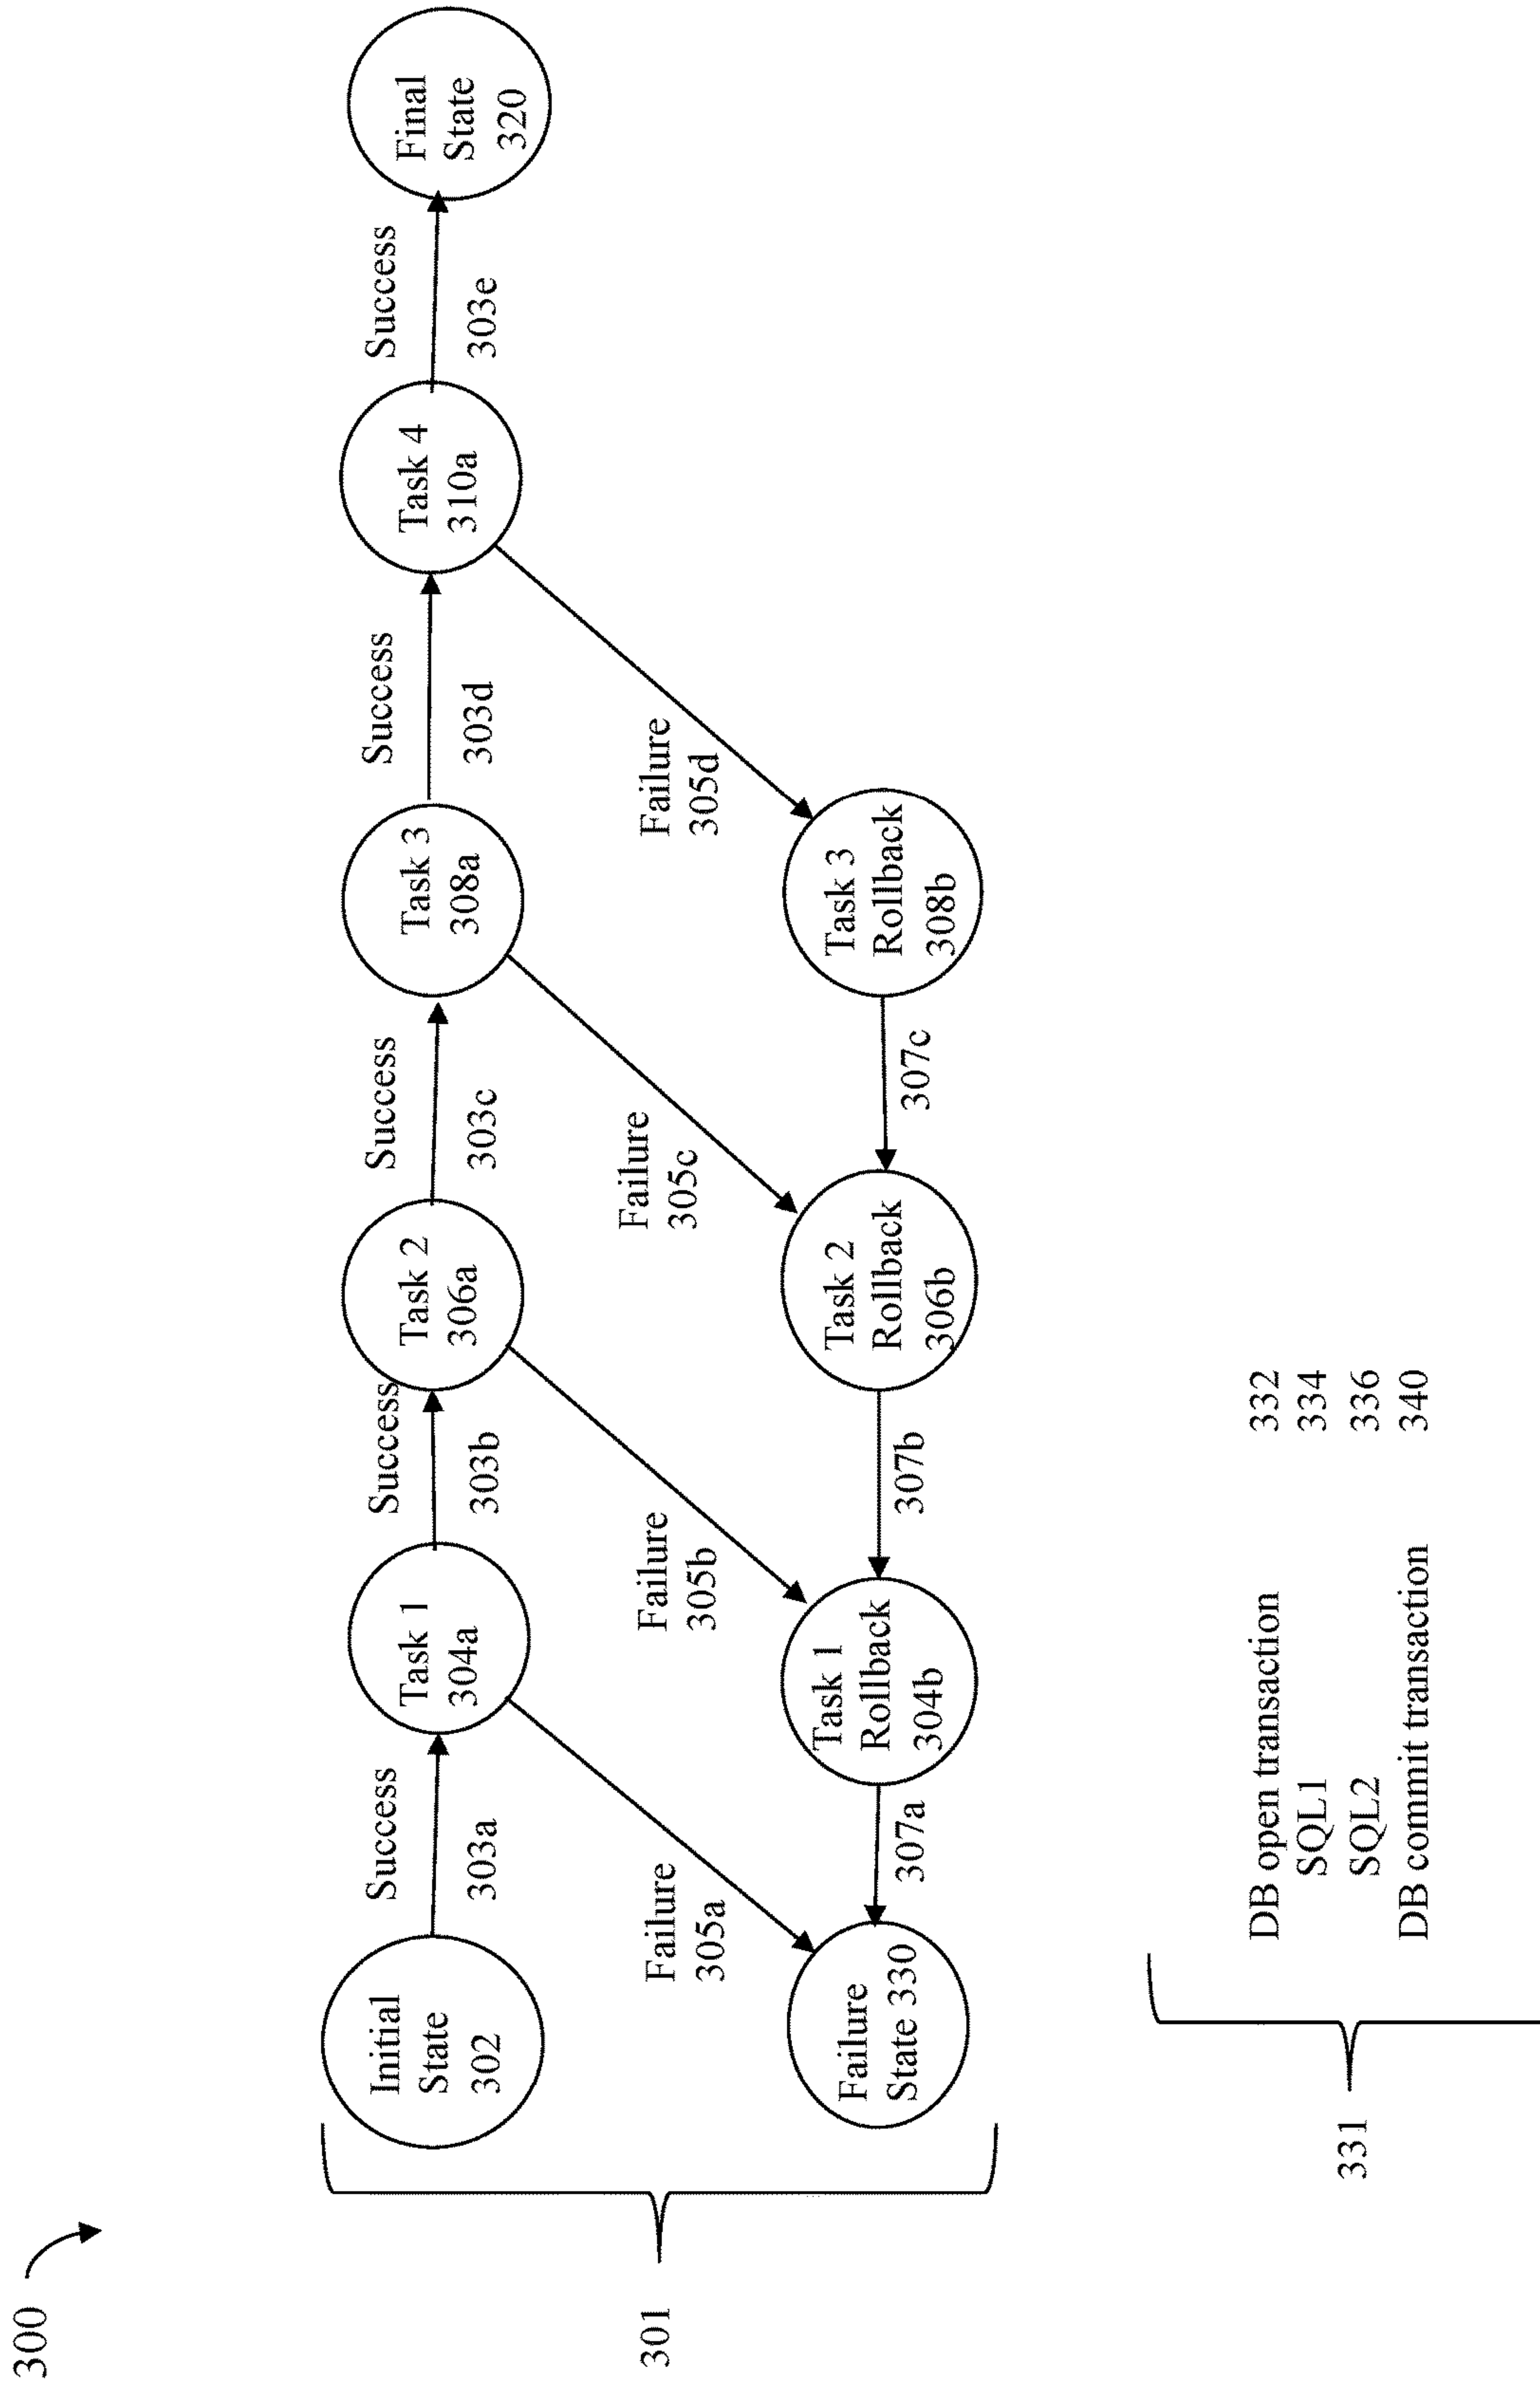 300
301
Initial
State
302
Success
303a
Task 1
304a
Success
303b
Task 2
306a
Success
303c
Task 3
308a
Success
303d
Task 4
310a
Success
303e
Final
State
320
Failure
305a
Failure
305b
Failure
305c
Failure
305d
Failure
State 330
307a
Task 1
Rollback
304b
307b
Task 2
Rollback
306b
307c
Task 3
Rollback
308b
331
DB open transaction 332
SQL1 334
SQL2 336
DB commit transaction 340